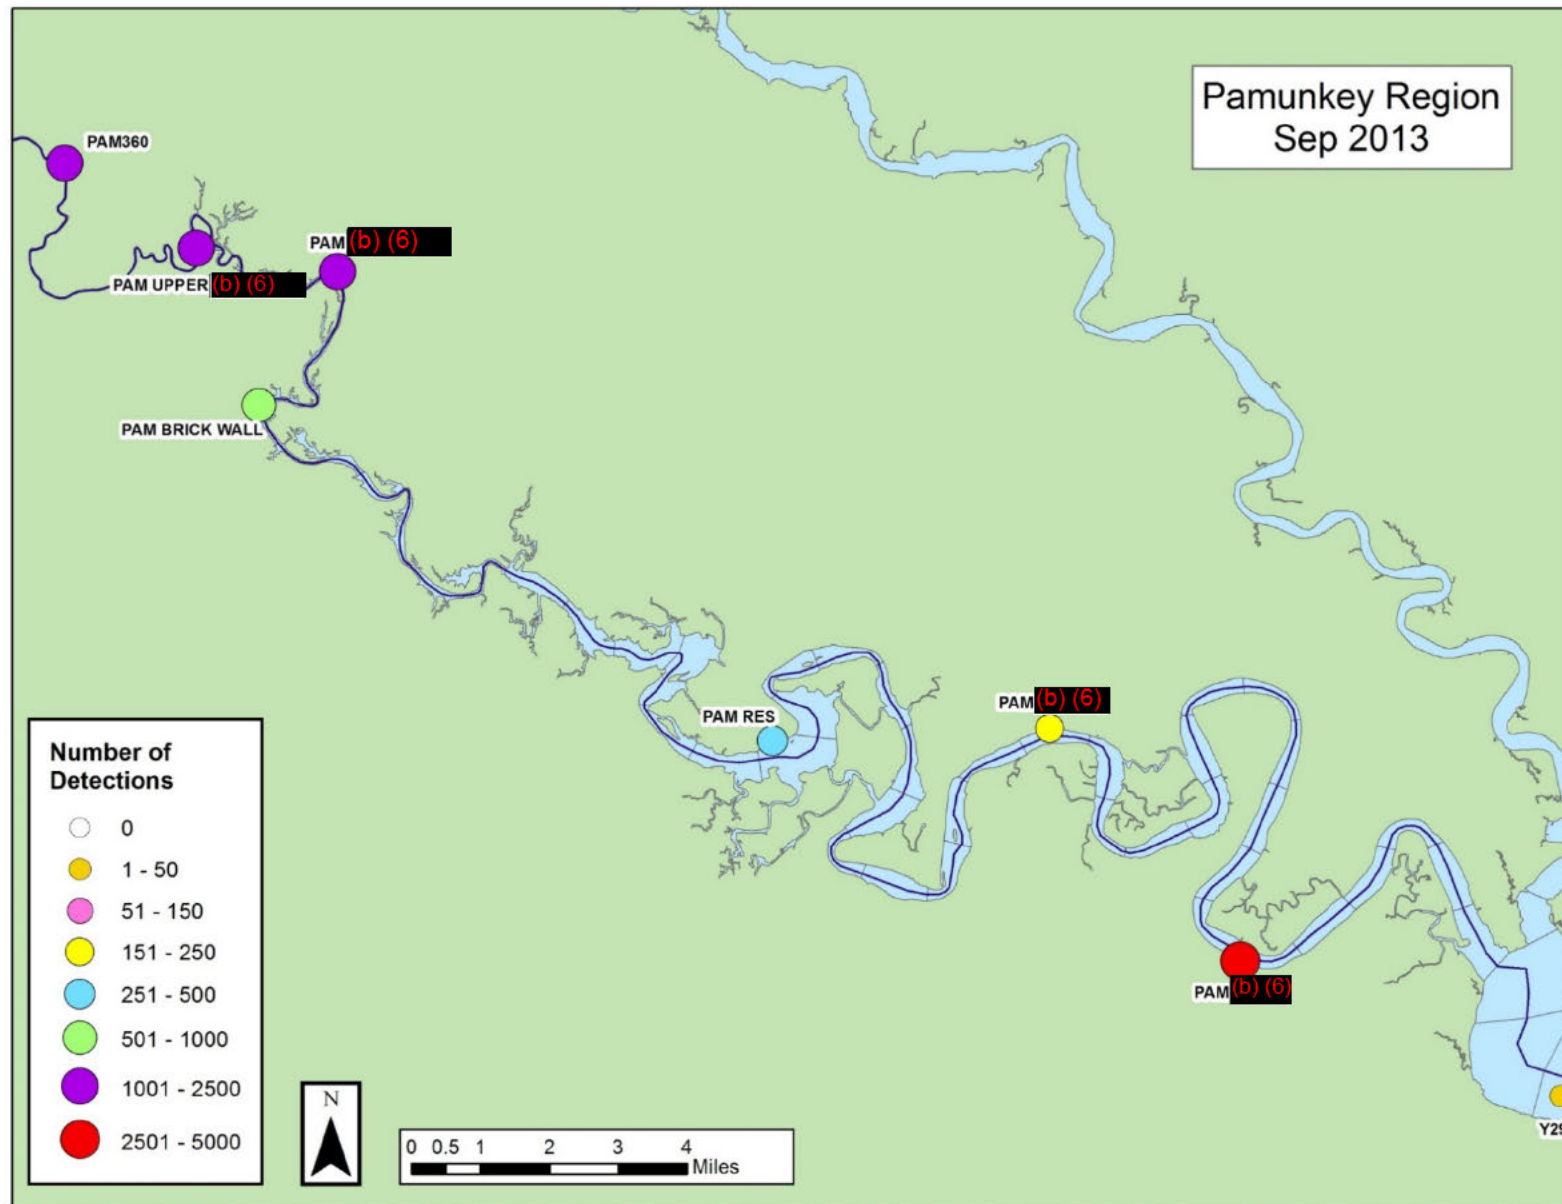 Pamunkey Region
Sep 2013
PAM360
PAM (b) (6)
PAM UPPER (b) (6)
PAM BRICK WALL
PAM RES
PAM (b) (6)
PAM (b) (6)
Number of
Detections
0
1 - 50
51 - 150
151 - 250
251 - 500
501 - 1000
1001 - 2500
2501 - 5000
N
0 0.5 1 2 3 4
Miles
Y29